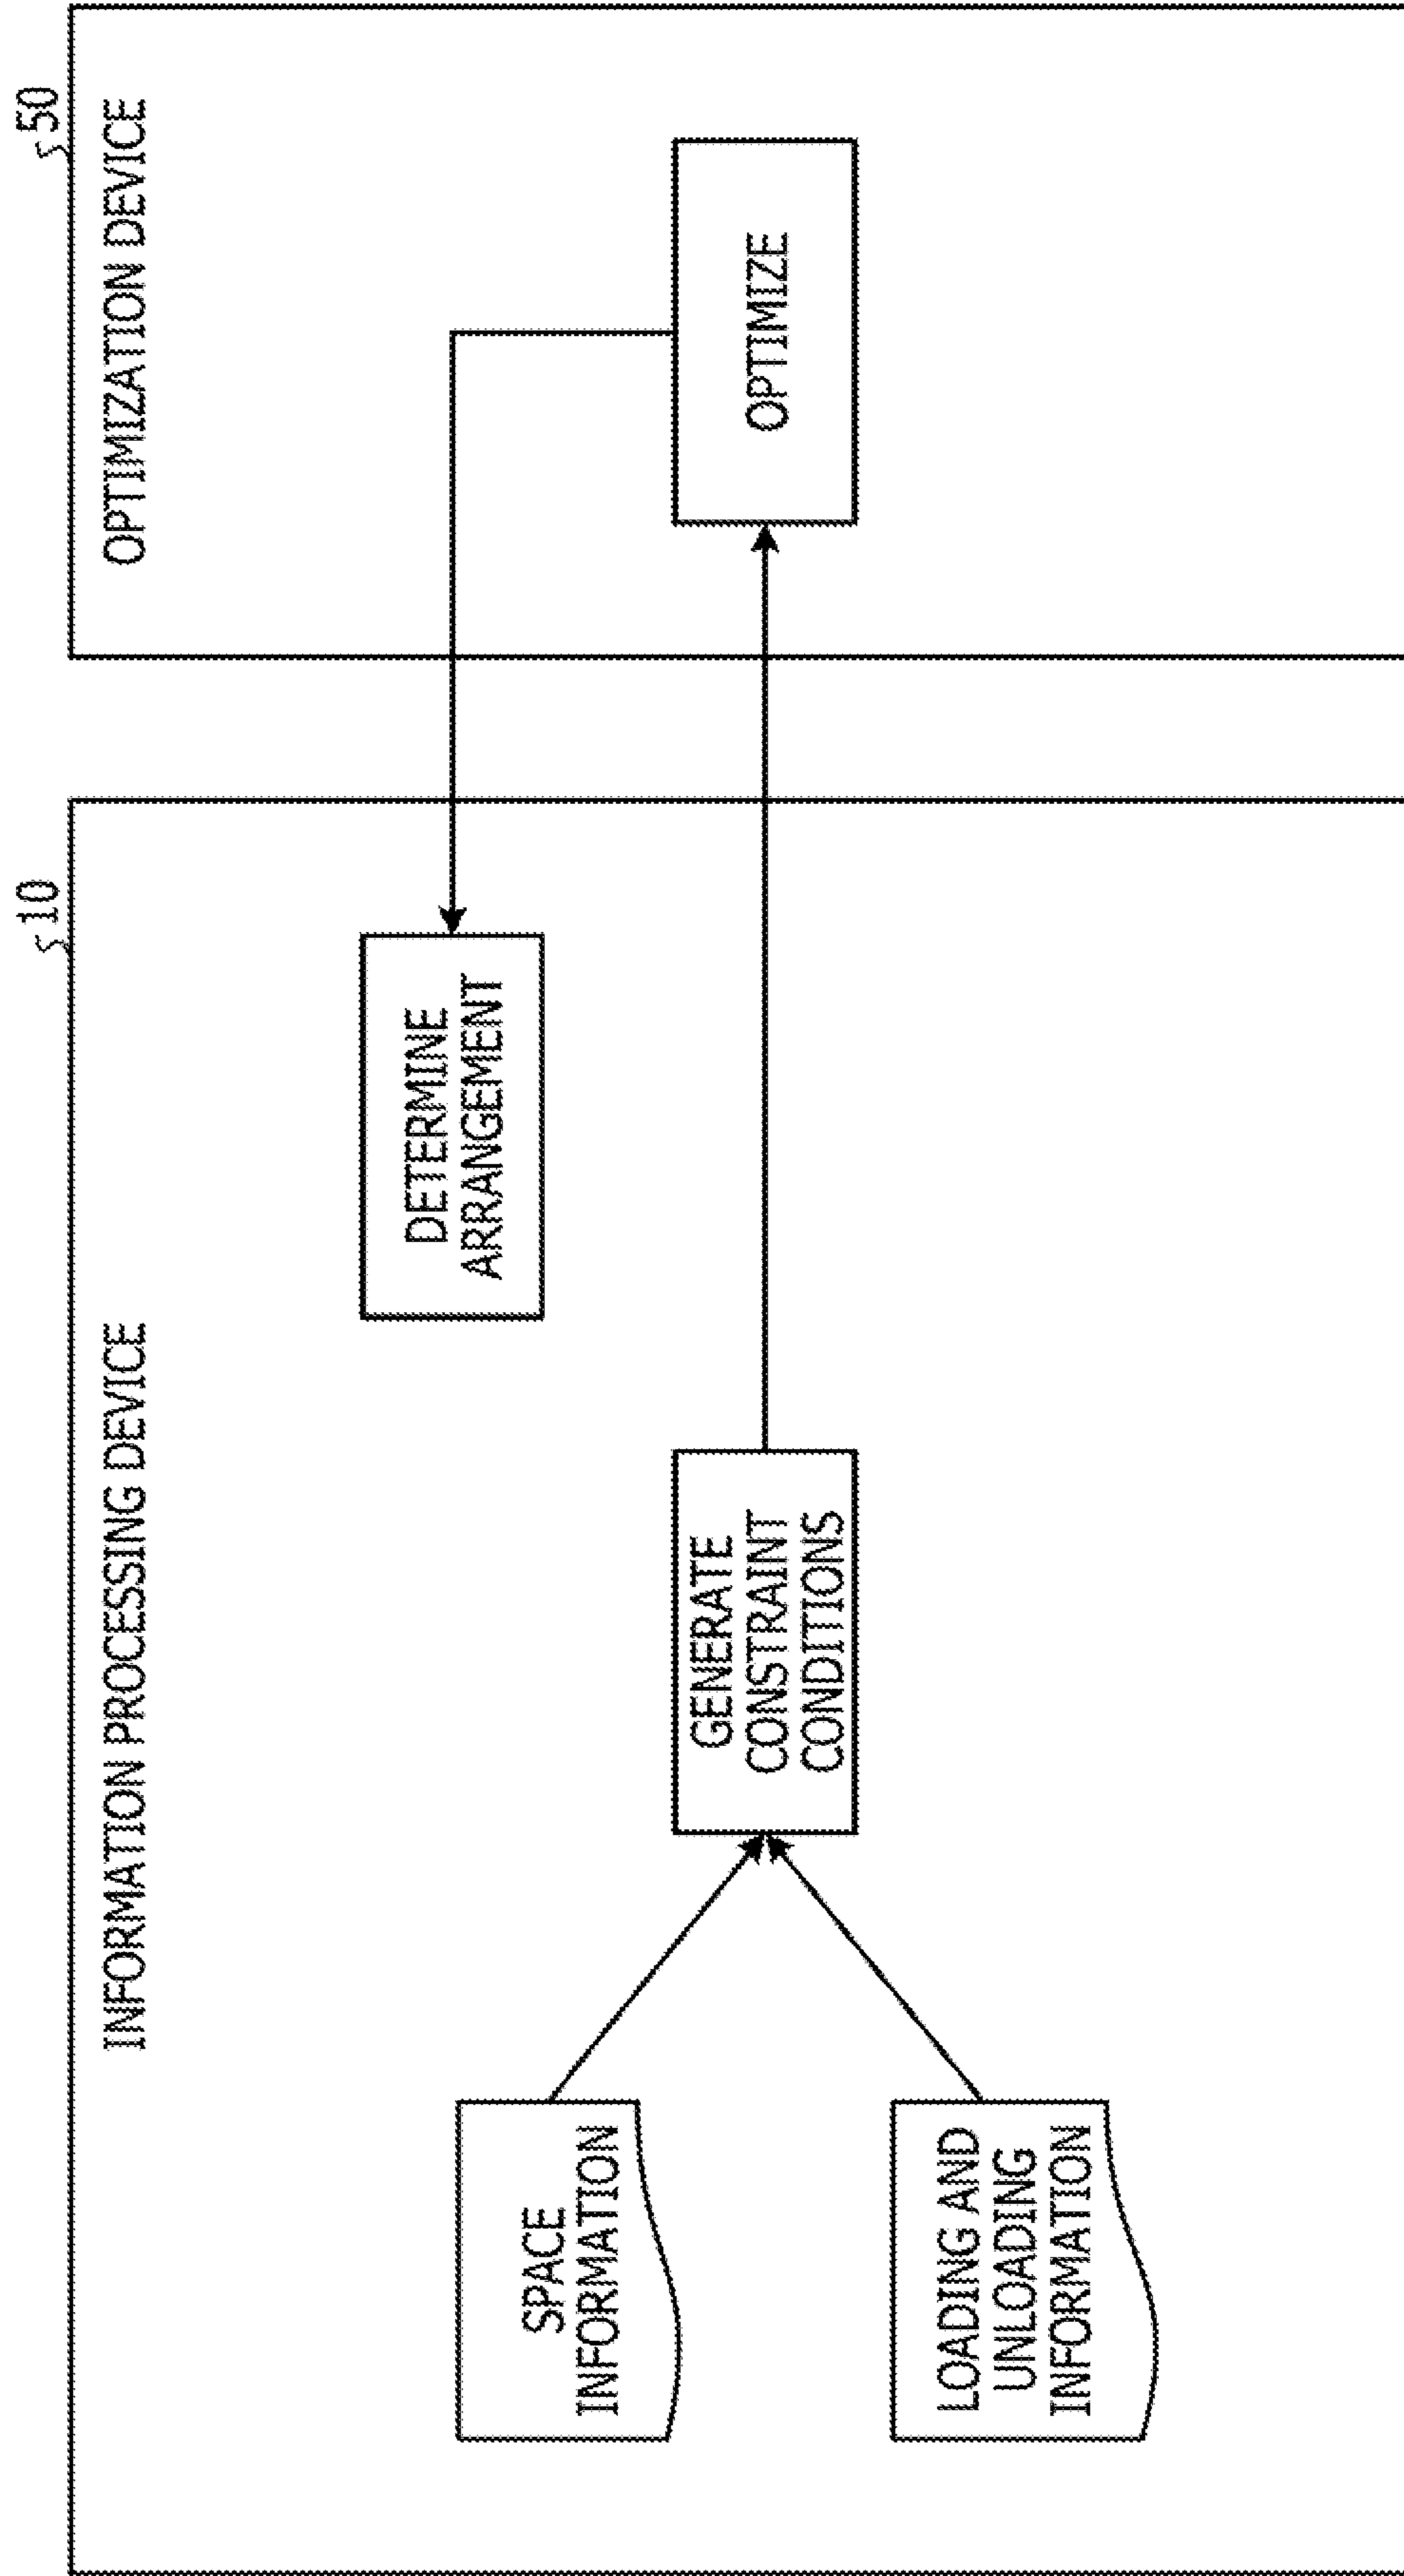 10
INFORMATION PROCESSING DEVICE
50
OPTIMIZATION DEVICE
DETERMINE
ARRANGEMENT
SPACE
INFORMATION
GENERATE
CONSTRAINT
CONDITIONS
OPTIMIZE
LOADING AND
UNLOADING
INFORMATION